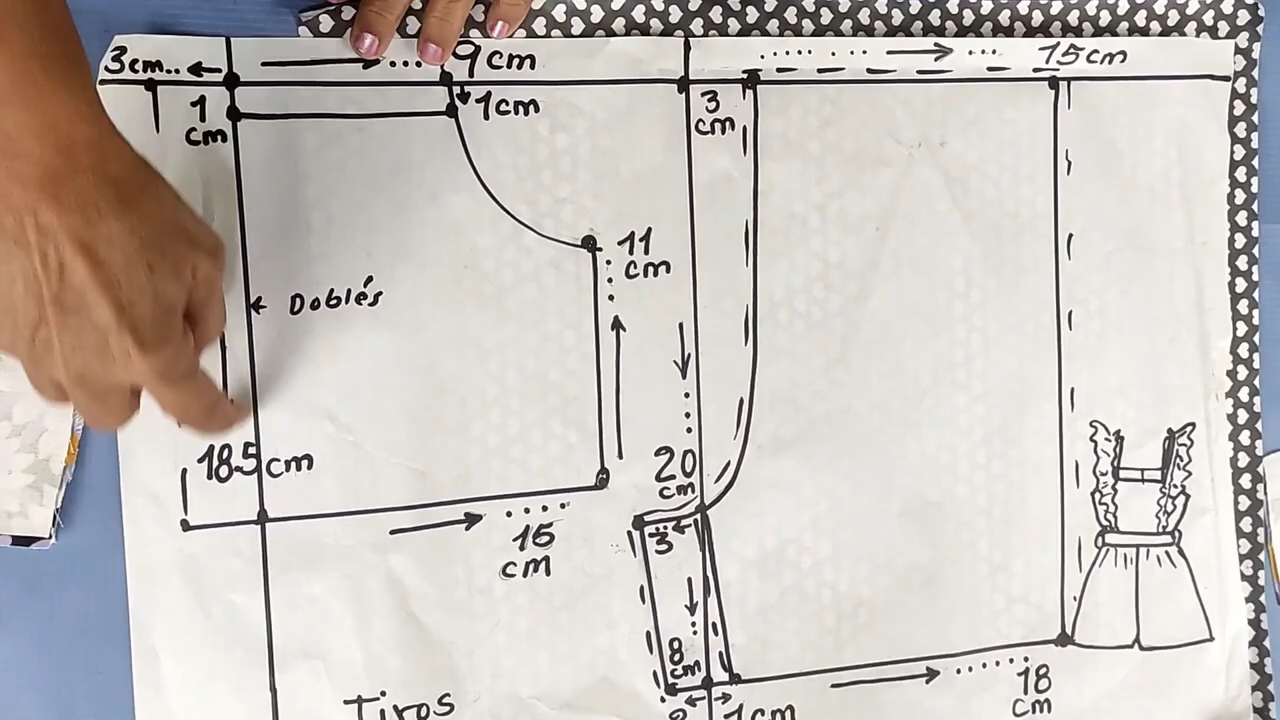 3cm..
9cm
15cm
1
cm
1cm
3
cm
11
cm
Doblés
18.5cm
20
cm
15
cm
3
8
cm
18
cm
1cm
Tiros